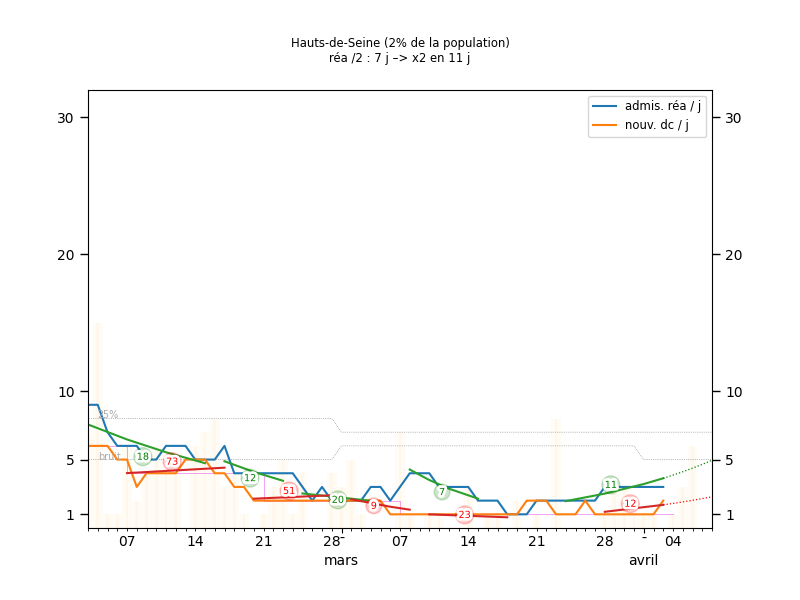 Hauts-de-Seine (2% de la population)
réa /2 : 7 j –> x2 en 11 j
admis. réa / j
nouv. dc / j
30 30
20 20
10 10
25%
brut
5 5
1 1
18 73 12 51 20 9 7 23 11 12
07 14 21 28 07 14 21 28 04
mars avril